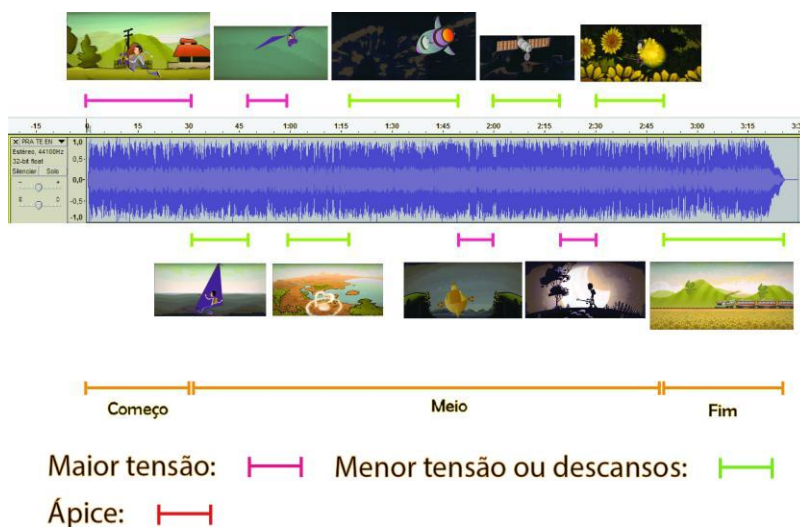 -15 0 15 30 45 1:00 1:15 1:30 1:45 2:00 2:15 2:30 2:45 3:00 3:15 3:3
X PRA TE EN ▼
Estéreo, 44100Hz
32-bit float
Silenciar Solo
- +
E D
1,0
0,5-
0,0-
-0,5-
-1,0
Começo
Meio
Fim
Maior tensão:
Menor tensão ou descansos:
Ápice: